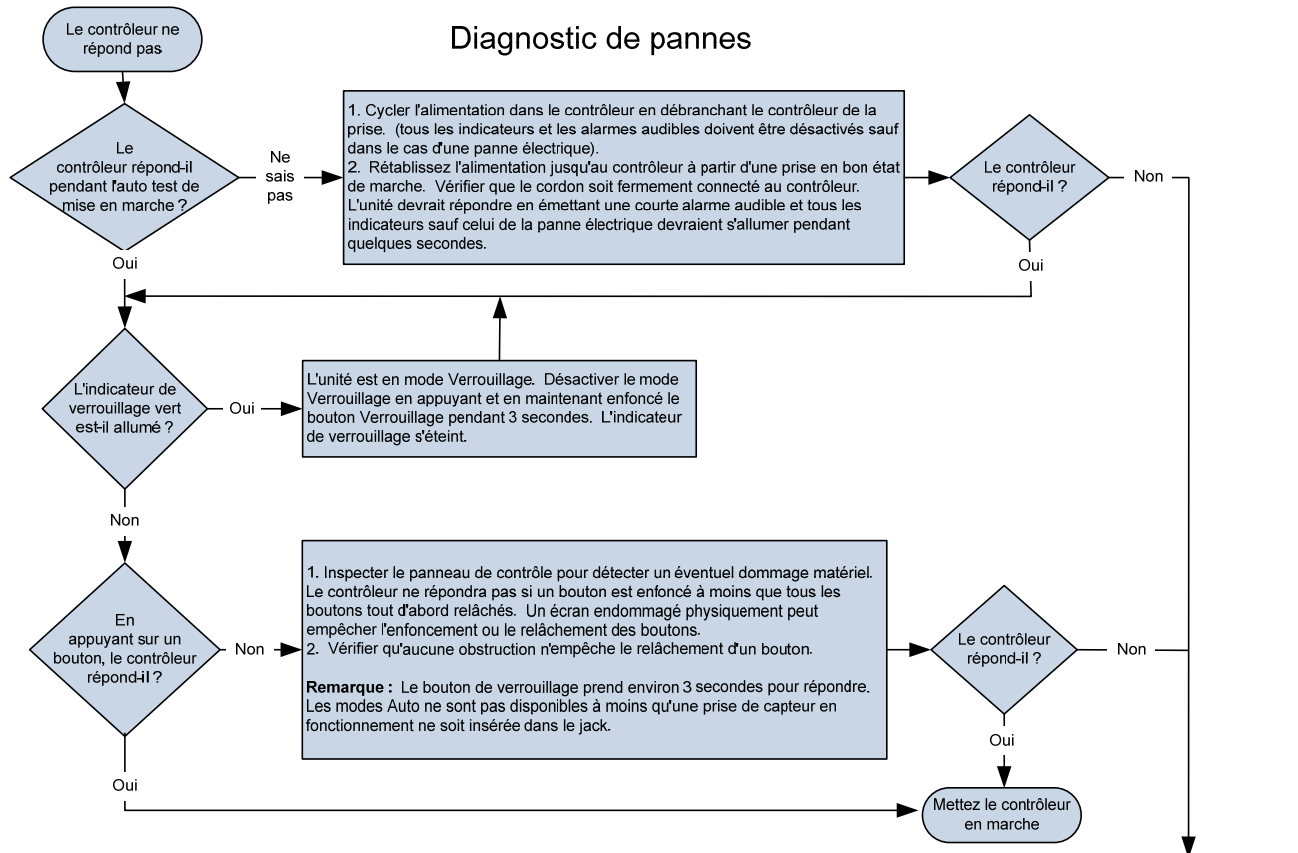 Diagnostic de pannes
Le contrôleur ne
répond pas
Le
contrôleur répond-il
pendant l'auto test de
mise en marche ?
Ne
sais
pas
1. Cycler l'alimentation dans le contrôleur en débranchant le contrôleur de la
prise.  (tous les indicateurs et les alarmes audibles doivent être désactivés sauf
dans le cas d'une panne électrique).
2.  Rétablissez l'alimentation jusqu'au contrôleur à partir d'une prise en bon état
de marche.  Vérifier que le cordon soit fermement connecté au contrôleur.
L'unité devrait répondre en émettant une courte alarme audible et tous les
indicateurs sauf celui de la panne électrique devraient s'allumer pendant
quelques secondes.
Le contrôleur
répond-il ?
Non
Oui
Oui
L'indicateur de
verrouillage vert
est-il allumé ?
Oui
L'unité est en mode Verrouillage.  Désactiver le mode
Verrouillage en appuyant et en maintenant enfoncé le
bouton Verrouillage pendant 3 secondes.  L'indicateur
de verrouillage s'éteint.
Non
En
appuyant sur un
bouton, le contrôleur
répond-il ?
Non
1. Inspecter le panneau de contrôle pour détecter un éventuel dommage matériel.
Le contrôleur ne répondra pas si un bouton est enfoncé à moins que tous les
boutons tout d'abord relâchés.  Un écran endommagé physiquement peut
empêcher l'enfoncement ou le relâchement des boutons.
2.  Vérifier qu'aucune obstruction n'empêche le relâchement d'un bouton.
Remarque :  Le bouton de verrouillage prend environ 3 secondes pour répondre.
Les modes Auto ne sont pas disponibles à moins qu'une prise de capteur en
fonctionnement ne soit insérée dans le jack.
Le contrôleur
répond-il ?
Non
Oui
Oui
Mettez le contrôleur
en marche